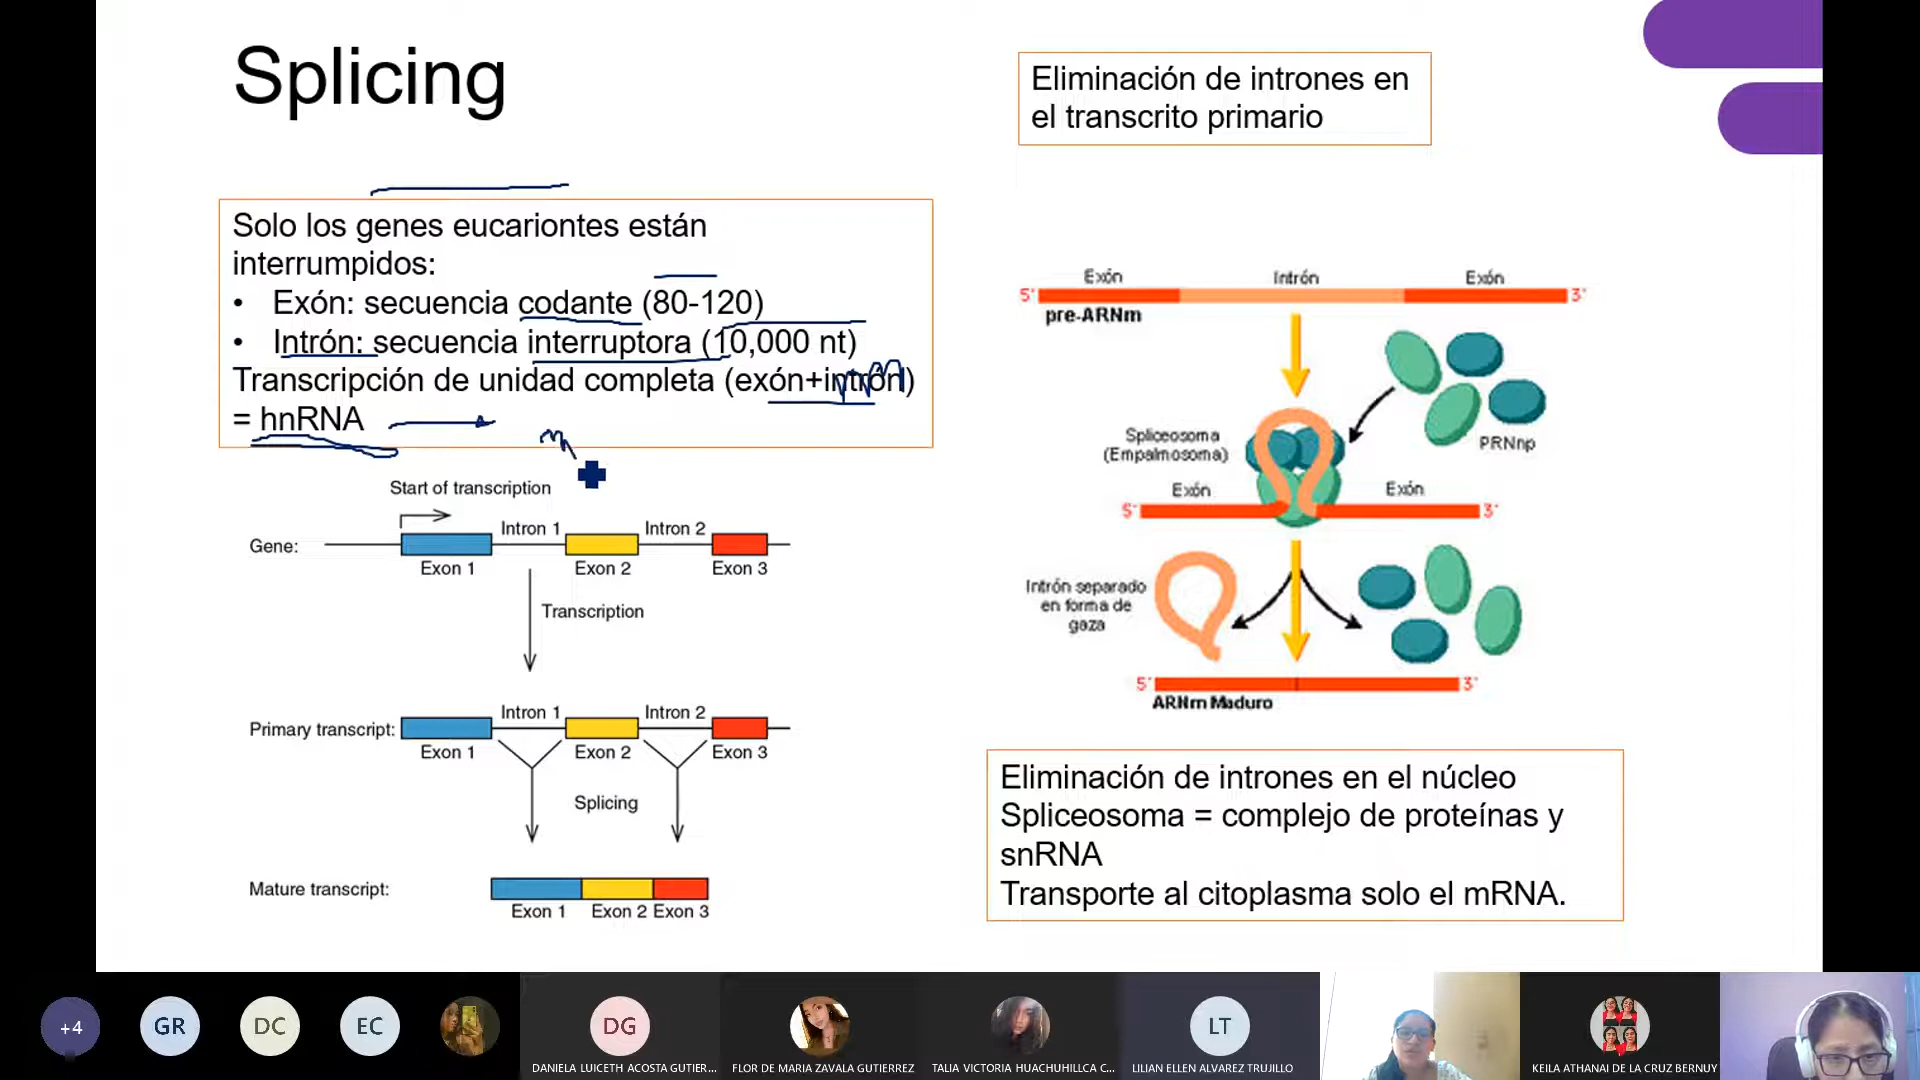 Splicing
Eliminación de intrones en
el transcrito primario
Solo los genes eucariontes están
interrumpidos:
• Exón: secuencia codante (80-120)
• Intrón: secuencia interruptora (10,000 nt)
Transcripción de unidad completa (exón+intrón)
= hnRNA
Start of transcription
Gene:
Intron 1
Intron 2
Exon 1
Exon 2
Exon 3
Transcription
Primary transcript:
Intron 1
Intron 2
Exon 1
Exon 2
Exon 3
Splicing
Mature transcript:
Exon 1
Exon 2
Exon 3
Exón
Intrón
Exón
5'
3'
pre-ARNm
PRNnp
Spliceosoma
(Empalmosoma)
Exón
Exón
5'
3'
Intrón separado
en forma de
gaza
5'
3'
ARNm Maduro
Eliminación de intrones en el núcleo
Spliceosoma = complejo de proteínas y
snRNA
Transporte al citoplasma solo el mRNA.
+4
GR
DC
EC
DG
LT
DANIELA LUICETH ACOSTA GUTIER...
FLOR DE MARIA ZAVALA GUTIERREZ
TALIA VICTORIA HUACHUHILLCA C...
LILIAN ELLEN ALVAREZ TRUJILLO
KEILA ATHANAI DE LA CRUZ BERNUY